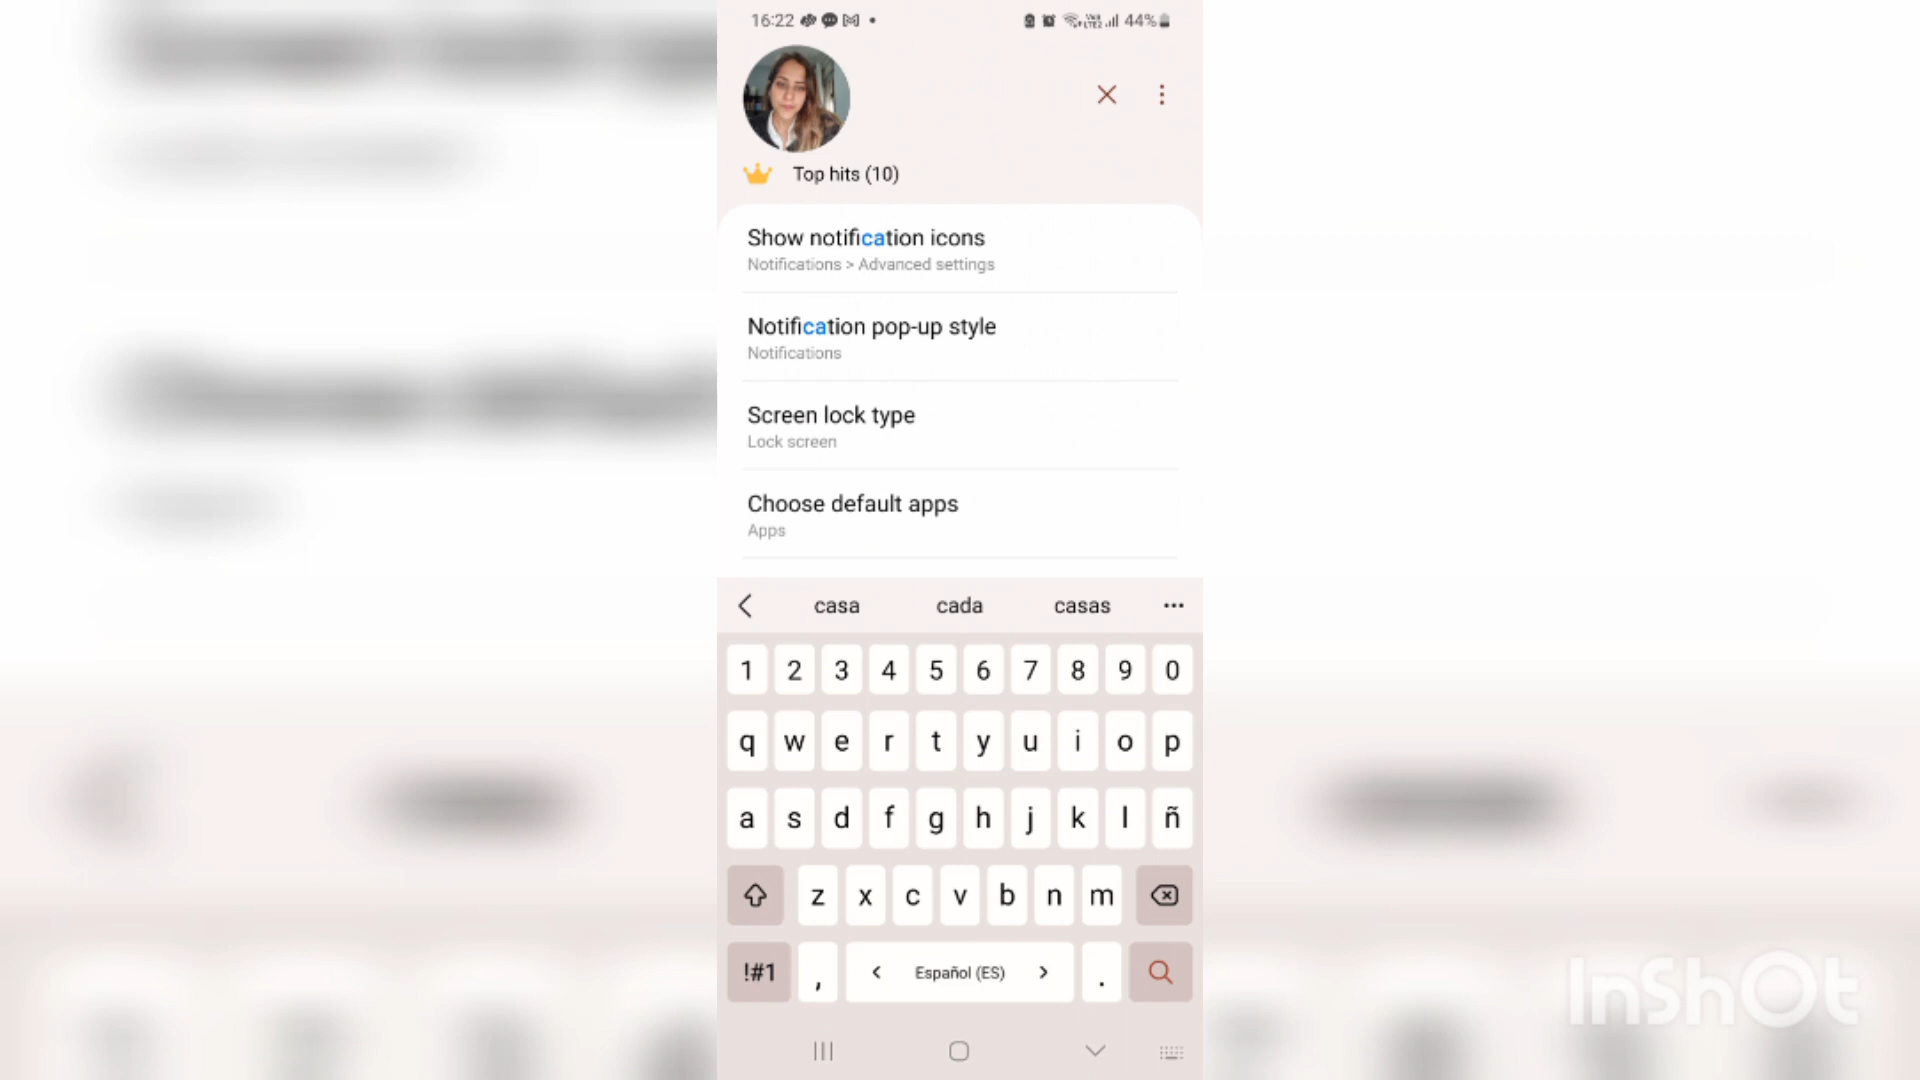 16:22 44%
Top hits (10)
Show notification icons
Notifications > Advanced settings
Notification pop-up style
Notifications
Screen lock type
Lock screen
Choose default apps
Apps
casa cada casas
1 2 3 4 5 6 7 8 9 0
q w e r t y u i o p
a s d f g h j k l ñ
z x c v b n m
!#1 , < Español (ES) > .
InShOt